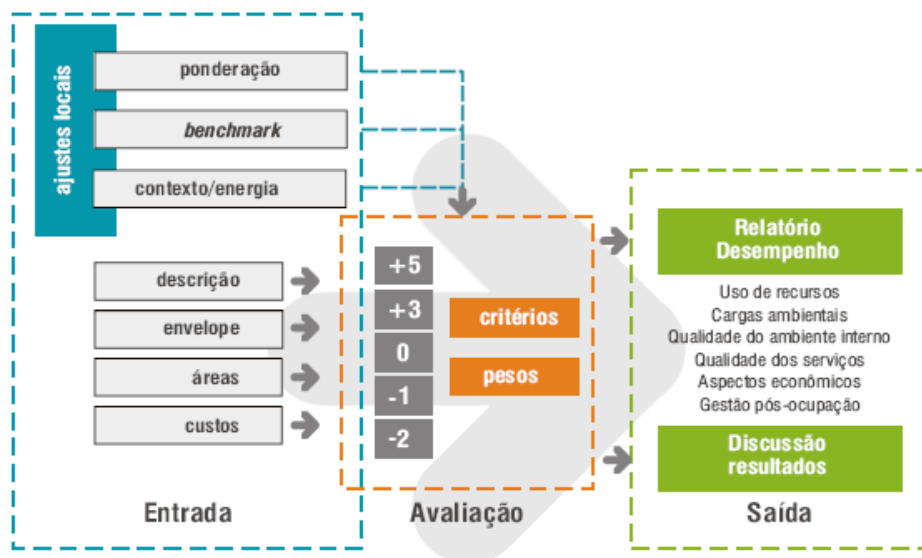 ajustes locais
ponderação
benchmark
contexto/energia
descrição
envelope
áreas
custos
Entrada
+5
+3
0
-1
-2
critérios
pesos
Avaliação
Relatório
Desempenho
Uso de recursos
Cargas ambientais
Qualidade do ambiente interno
Qualidade dos serviços
Aspectos econômicos
Gestão pós-ocupação
Discussão
resultados
Saída